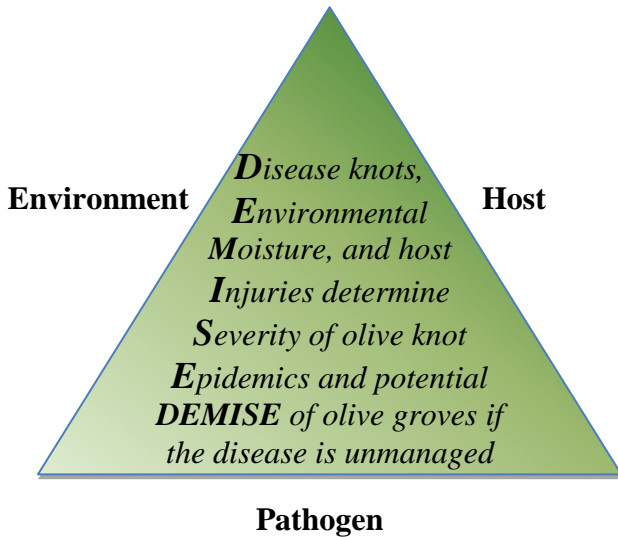 Disease knots,
Environment
Environmental
Host
Moisture, and host
Injuries determine
Severity of olive knot
Epidemics and potential
DEMISE of olive groves if
the disease is unmanaged
Pathogen